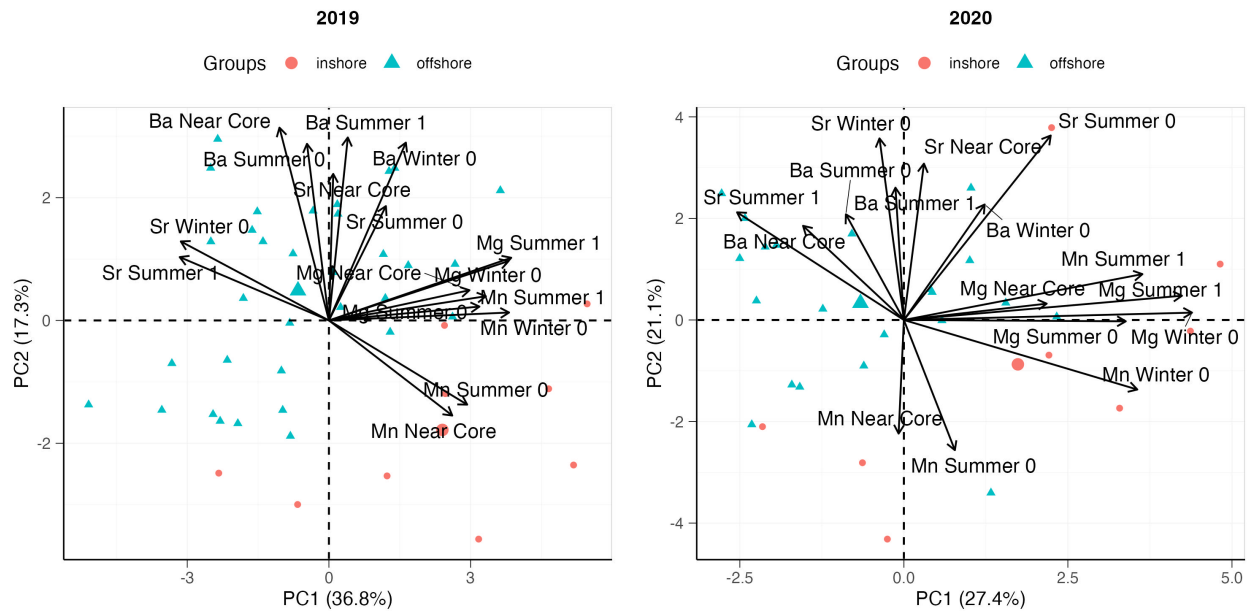 2019
Groups inshore offshore
Ba Near Core
Ba Summer 1
Ba Summer 0
Ba Winter 0
Sr Near Core
Sr Winter 0
Sr Summer 0
Mg Summer 1
Sr Summer 1
Mg Near Core
Mg Winter 0
Mn Summer 1
Mg Summer 0
Mn Winter 0
Mn Summer 0
Mn Near Core
2
0
-2
-3
0
3
PC2 (17.3%)
PC1 (36.8%)
2020
Groups inshore offshore
Sr Winter 0
Sr Summer 0
Sr Near Core
Ba Summer 0
Sr Summer 1
Ba Summer 1
Ba Near Core
Ba Winter 0
Mn Summer 1
Mg Near Core
Mg Summer 1
Mg Summer 0
Mg Winter 0
Mn Winter 0
Mn Near Core
Mn Summer 0
4
2
0
-2
-4
-2.5
0.0
2.5
5.0
PC2 (21.1%)
PC1 (27.4%)